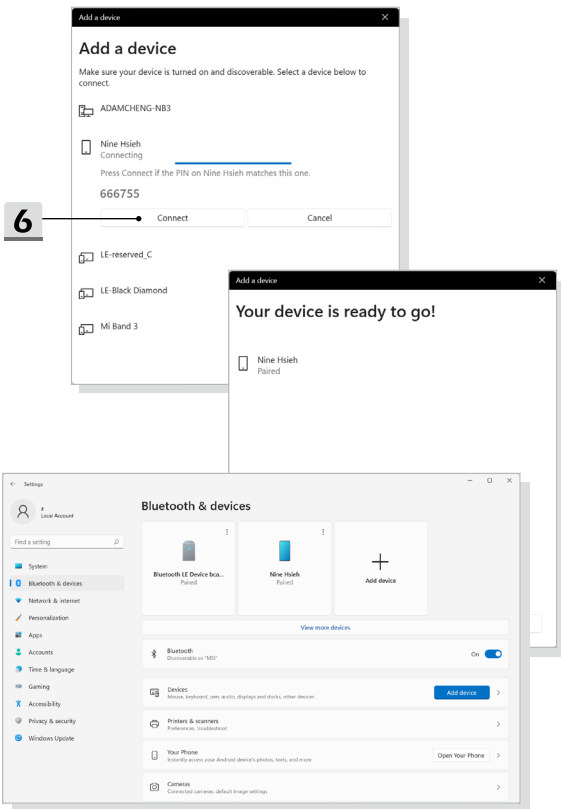 Add a device
Add a device
Make sure your device is turned on and discoverable. Select a device below to
connect.
ADAMCHENG-NB3
Nine Hsieh
Connecting
Press Connect if the PIN on Nine Hsieh matches this one.
666755
Connect
Cancel
6
LE-reserved_C
LE-Black Diamond
Mi Band 3
Add a device
Your device is ready to go!
Nine Hsieh
Paired
Settings
Local Account
Find a setting
System
Bluetooth & devices
Network & internet
Personalization
Apps
Accounts
Time & language
Gaming
Accessibility
Privacy & security
Windows Update
Bluetooth & devices
Bluetooth LE Device bca...
Paired
Nine Hsieh
Paired
Add device
View more devices
Bluetooth
Discoverable as "MSI"
On
Devices
Mouse, keyboard, pen, audio, displays and docks, other devices
Add device
Printers & scanners
Preferences, troubleshoot
Your Phone
Instantly access your Android device's photos, texts, and more
Open Your Phone
Cameras
Connected cameras, default image settings